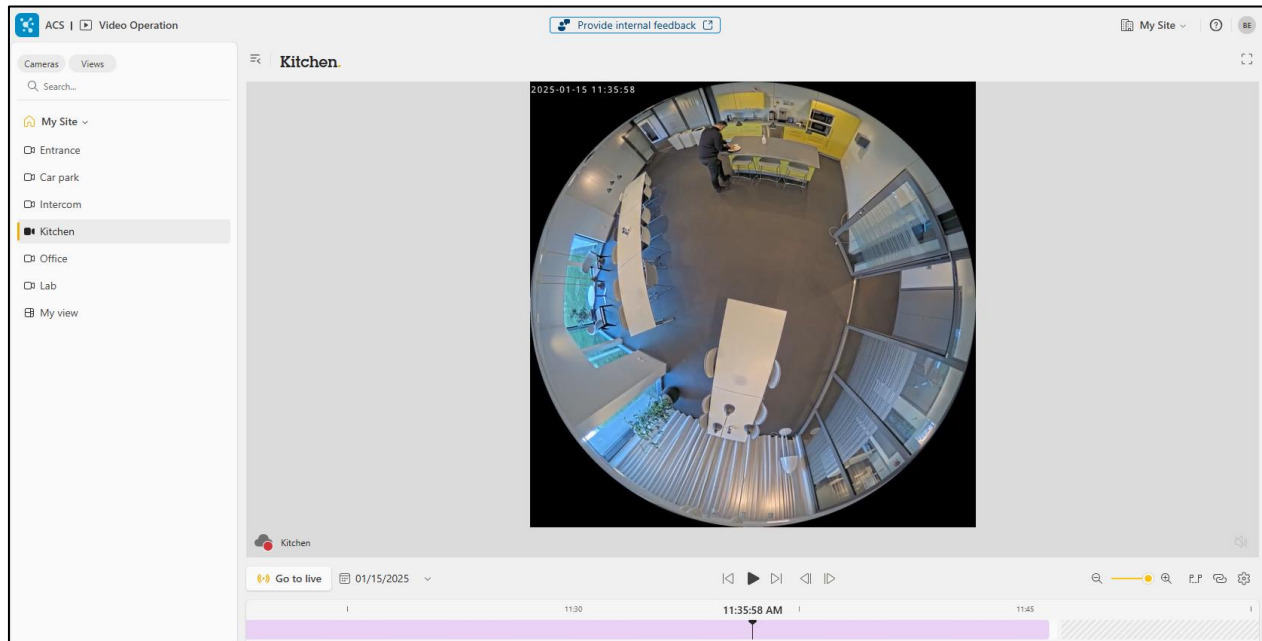 ACS | Video Operation
Provide internal feedback
My Site
BE
Cameras Views
Search...
My Site
Entrance
Car park
Intercom
Kitchen
Office
Lab
My view
Kitchen.
2025-01-15 11:35:58
Kitchen
Go to live
01/15/2025
11:30
11:35:58 AM
11:45